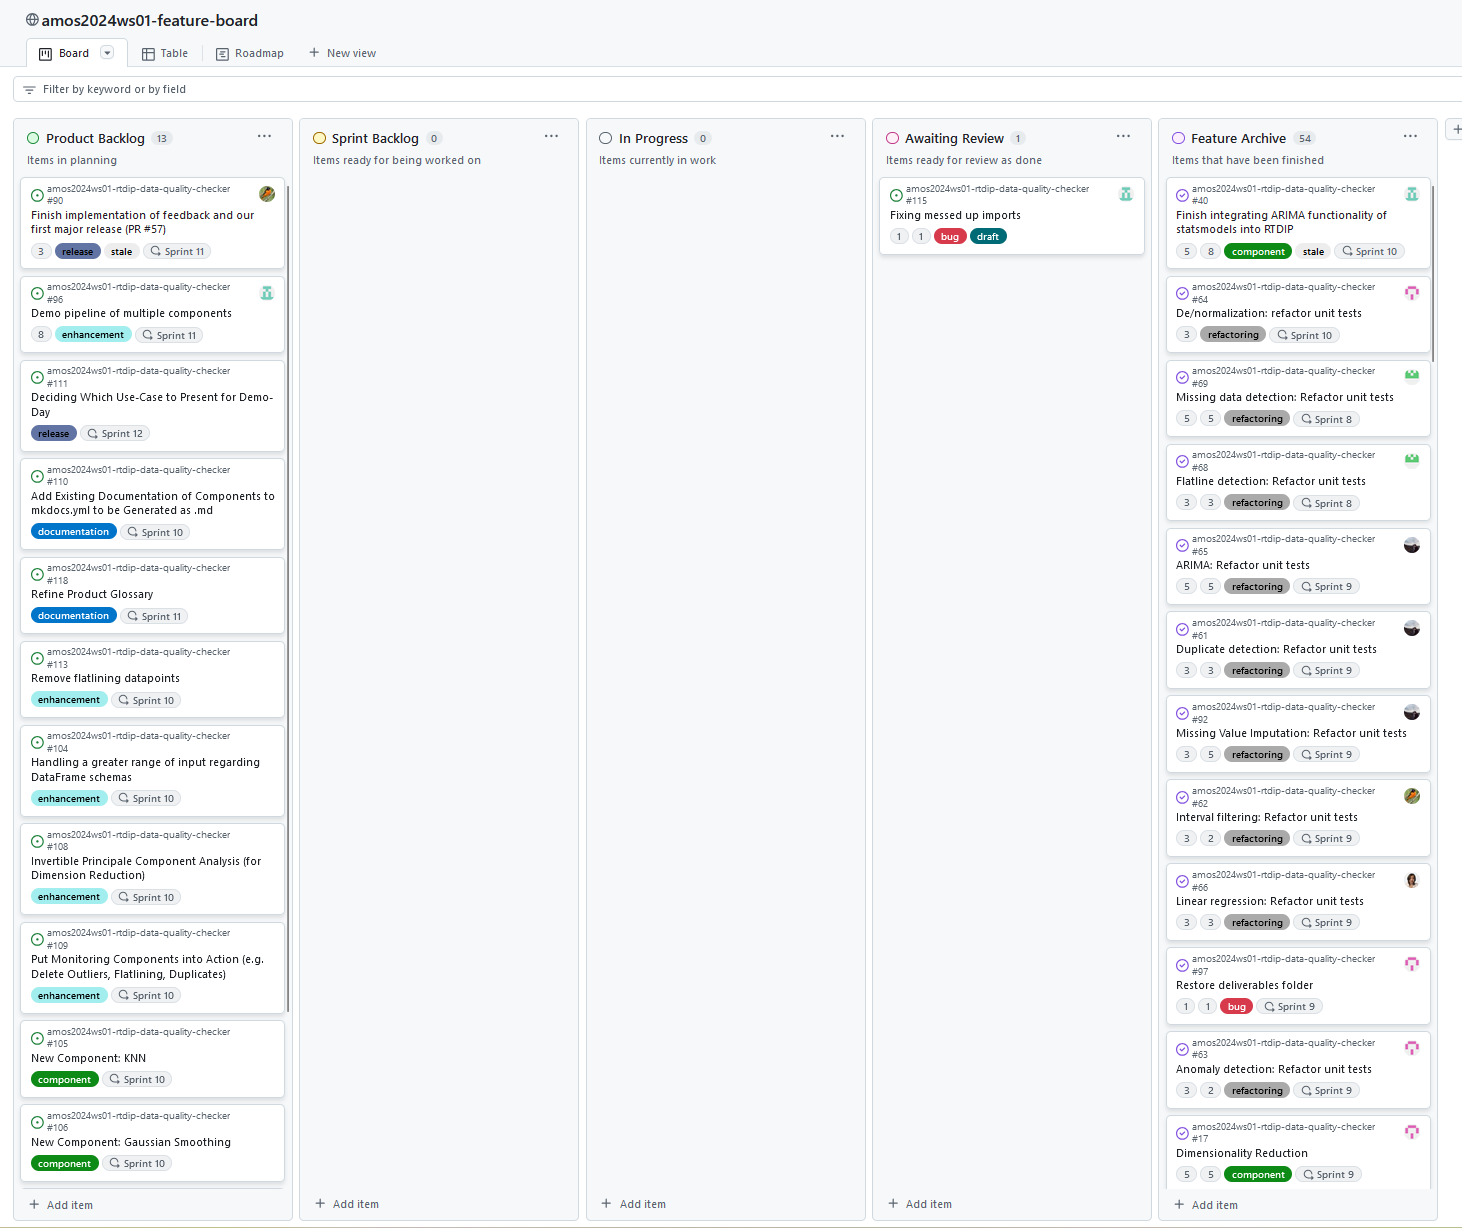 amos2024ws01-feature-board
Board
Table
Roadmap
New view
Filter by keyword or by field
Product Backlog 13
Items in planning
amos2024ws01-rtdip-data-quality-checker
#90
Finish implementation of feedback and our
first major release (PR #57)
3 release stale Sprint 11
amos2024ws01-rtdip-data-quality-checker
#96
Demo pipeline of multiple components
8 enhancement Sprint 11
amos2024ws01-rtdip-data-quality-checker
#111
Deciding Which Use-Case to Present for Demo-
Day
release Sprint 12
amos2024ws01-rtdip-data-quality-checker
#110
Add Existing Documentation of Components to
mkdocs.yml to be Generated as .md
documentation Sprint 10
amos2024ws01-rtdip-data-quality-checker
#118
Refine Product Glossary
documentation Sprint 11
amos2024ws01-rtdip-data-quality-checker
#113
Remove flatlining datapoints
enhancement Sprint 10
amos2024ws01-rtdip-data-quality-checker
#104
Handling a greater range of input regarding
DataFrame schemas
enhancement Sprint 10
amos2024ws01-rtdip-data-quality-checker
#108
Invertible Principale Component Analysis (for
Dimension Reduction)
enhancement Sprint 10
amos2024ws01-rtdip-data-quality-checker
#109
Put Monitoring Components into Action (e.g.
Delete Outliers, Flatlining, Duplicates)
enhancement Sprint 10
amos2024ws01-rtdip-data-quality-checker
#105
New Component: KNN
component Sprint 10
amos2024ws01-rtdip-data-quality-checker
#106
New Component: Gaussian Smoothing
component Sprint 10
Add item
Sprint Backlog 0
Items ready for being worked on
Add item
In Progress 0
Items currently in work
Add item
Awaiting Review 1
Items ready for review as done
amos2024ws01-rtdip-data-quality-checker
#115
Fixing messed up imports
1 1 bug draft
Add item
Feature Archive 54
Items that have been finished
amos2024ws01-rtdip-data-quality-checker
#40
Finish integrating ARIMA functionality of
statsmodels into RTDIP
5 8 component stale Sprint 10
amos2024ws01-rtdip-data-quality-checker
#64
De/normalization: refactor unit tests
3 refactoring Sprint 10
amos2024ws01-rtdip-data-quality-checker
#69
Missing data detection: Refactor unit tests
5 5 refactoring Sprint 8
amos2024ws01-rtdip-data-quality-checker
#68
Flatline detection: Refactor unit tests
3 3 refactoring Sprint 8
amos2024ws01-rtdip-data-quality-checker
#65
ARIMA: Refactor unit tests
5 5 refactoring Sprint 9
amos2024ws01-rtdip-data-quality-checker
#61
Duplicate detection: Refactor unit tests
3 3 refactoring Sprint 9
amos2024ws01-rtdip-data-quality-checker
#92
Missing Value Imputation: Refactor unit tests
3 5 refactoring Sprint 9
amos2024ws01-rtdip-data-quality-checker
#62
Interval filtering: Refactor unit tests
3 2 refactoring Sprint 9
amos2024ws01-rtdip-data-quality-checker
#66
Linear regression: Refactor unit tests
3 3 refactoring Sprint 9
amos2024ws01-rtdip-data-quality-checker
#97
Restore deliverables folder
1 1 bug Sprint 9
amos2024ws01-rtdip-data-quality-checker
#63
Anomaly detection: Refactor unit tests
3 2 refactoring Sprint 9
amos2024ws01-rtdip-data-quality-checker
#17
Dimensionality Reduction
5 5 component Sprint 9
Add item